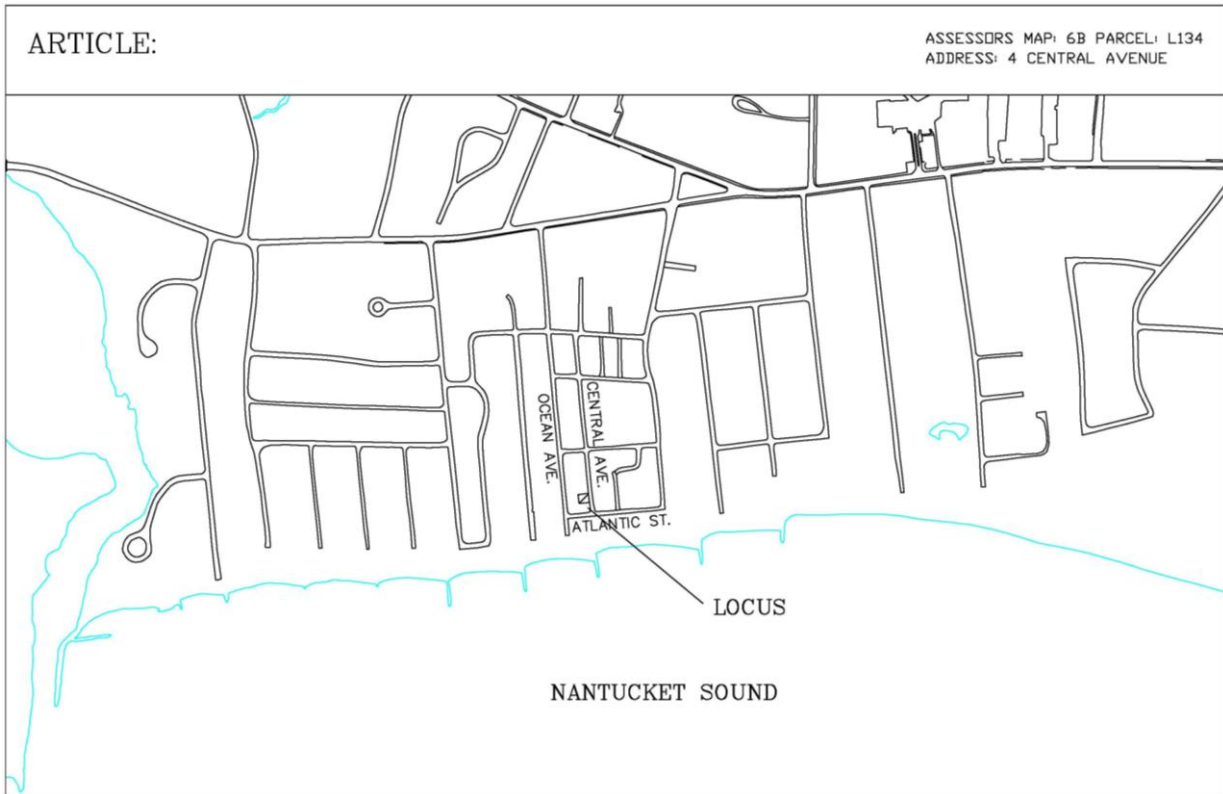 ARTICLE:
ASSESSORS MAP: 6B PARCEL: L134
ADDRESS: 4 CENTRAL AVENUE
OCEAN AVE.
CENTRAL AVE.
ATLANTIC ST.
LOCUS
NANTUCKET SOUND